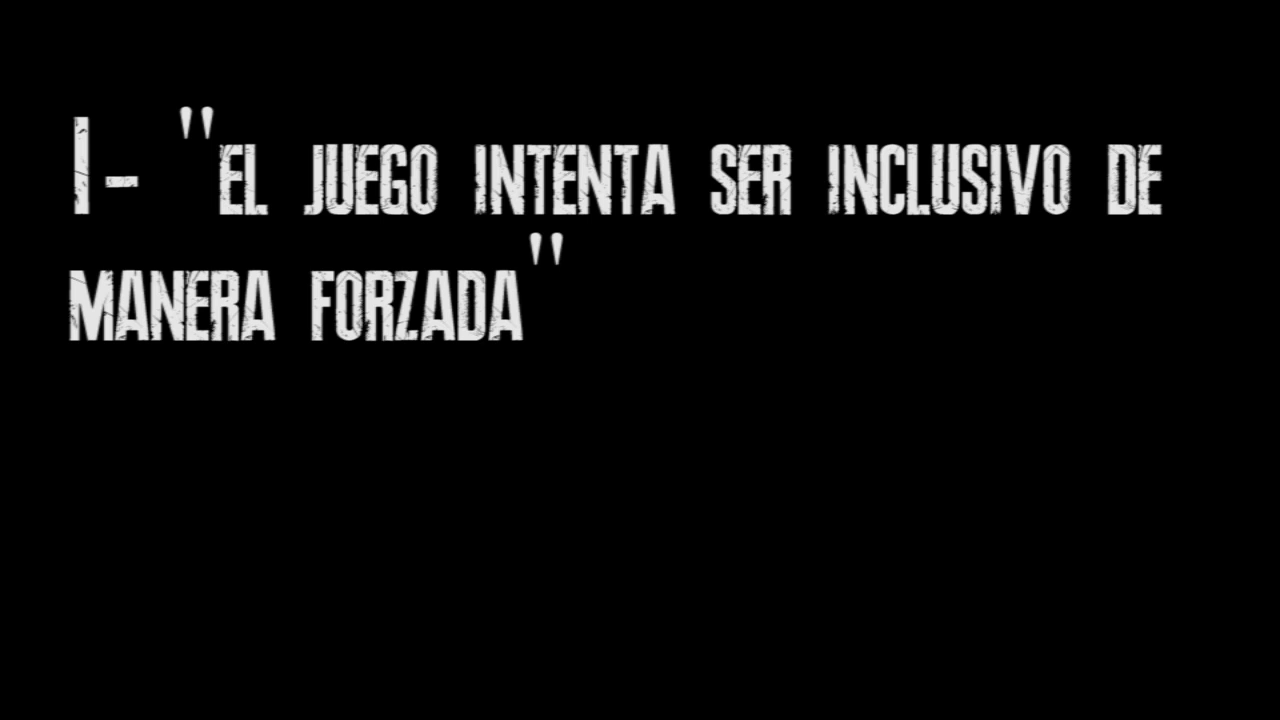 1- "EL JUEGO INTENTA SER INCLUSIVO DE
MANERA FORZADA"